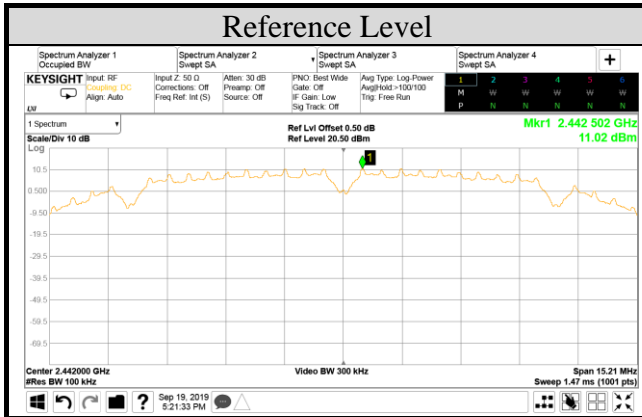 Reference Level
Spectrum Analyzer 1
Occupied BW
Spectrum Analyzer 2
Swept SA
Spectrum Analyzer 3
Swept SA
Spectrum Analyzer 4
Swept SA
+
KEYSIGHT
LXI
Input: RF
Coupling: DC
Align: Auto
Input Z: 50 Ω
Corrections: Off
Freq Ref: Int (S)
Atten: 30 dB
Preamp: Off
Source: Off
PNO: Best Wide
Gate: Off
IF Gain: Low
Sig Track: Off
Avg Type: Log-Power
Avg|Hold:>100/100
Trig: Free Run
1 2 3 4 5 6
M W W W W W
P N N N N N
1 Spectrum
Scale/Div 10 dB
Ref Lvl Offset 0.50 dB
Ref Level 20.50 dBm
Mkr1 2.442 502 GHz
11.02 dBm
Log
1
10.5
0.500
-9.50
-19.5
-29.5
-39.5
-49.5
-59.5
-69.5
Center 2.442000 GHz
#Res BW 100 kHz
Video BW 300 kHz
Span 15.21 MHz
Sweep 1.47 ms (1001 pts)
?
Sep 19, 2019
5:21:33 PM